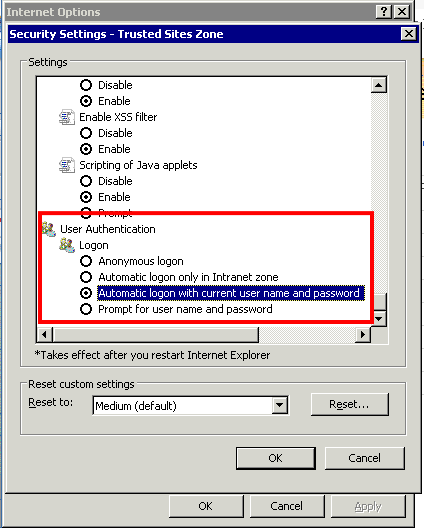 Internet Options
Security Settings - Trusted Sites Zone
Settings
Disable
Enable
Enable XSS filter
Disable
Enable
Scripting of Java applets
Disable
Enable
Prompt
User Authentication
Logon
Anonymous logon
Automatic logon only in Intranet zone
Automatic logon with current user name and password
Prompt for user name and password
*Takes effect after you restart Internet Explorer
Reset custom settings
Reset to:
Medium (default)
Reset...
OK
Cancel
OK
Cancel
Apply